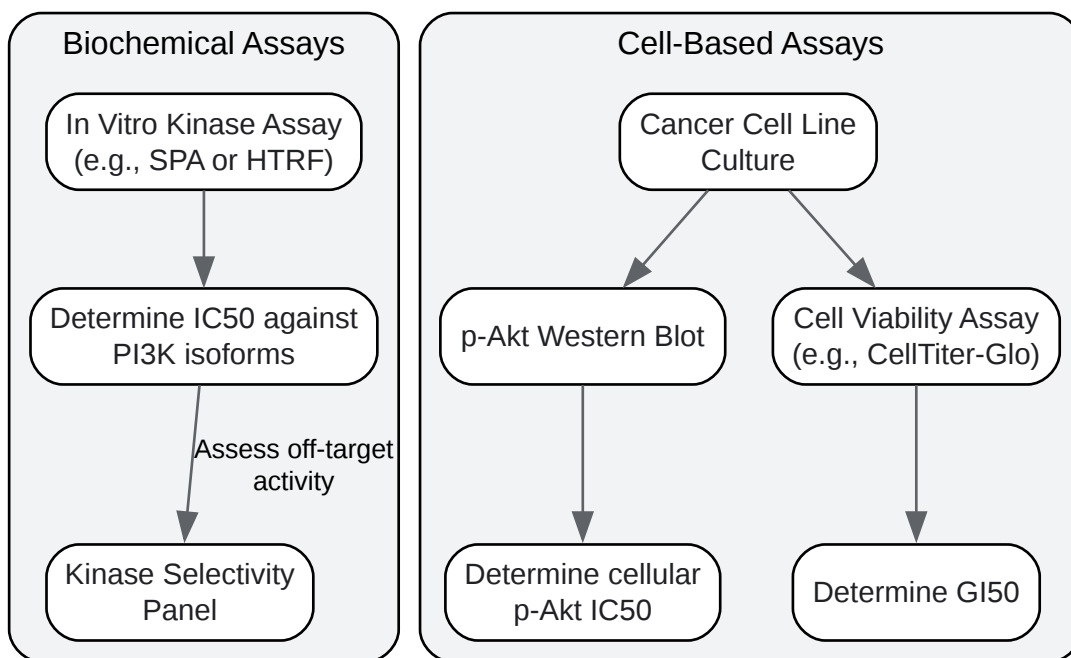 Biochemical Assays
In Vitro Kinase Assay
(e.g., SPA or HTRF)
Determine IC50 against
PI3K isoforms
Assess off-target
activity
Kinase Selectivity
Panel
Cell-Based Assays
Cancer Cell Line
Culture
p-Akt Western Blot
Cell Viability Assay
(e.g., CellTiter-Glo)
Determine cellular
p-Akt IC50
Determine GI50